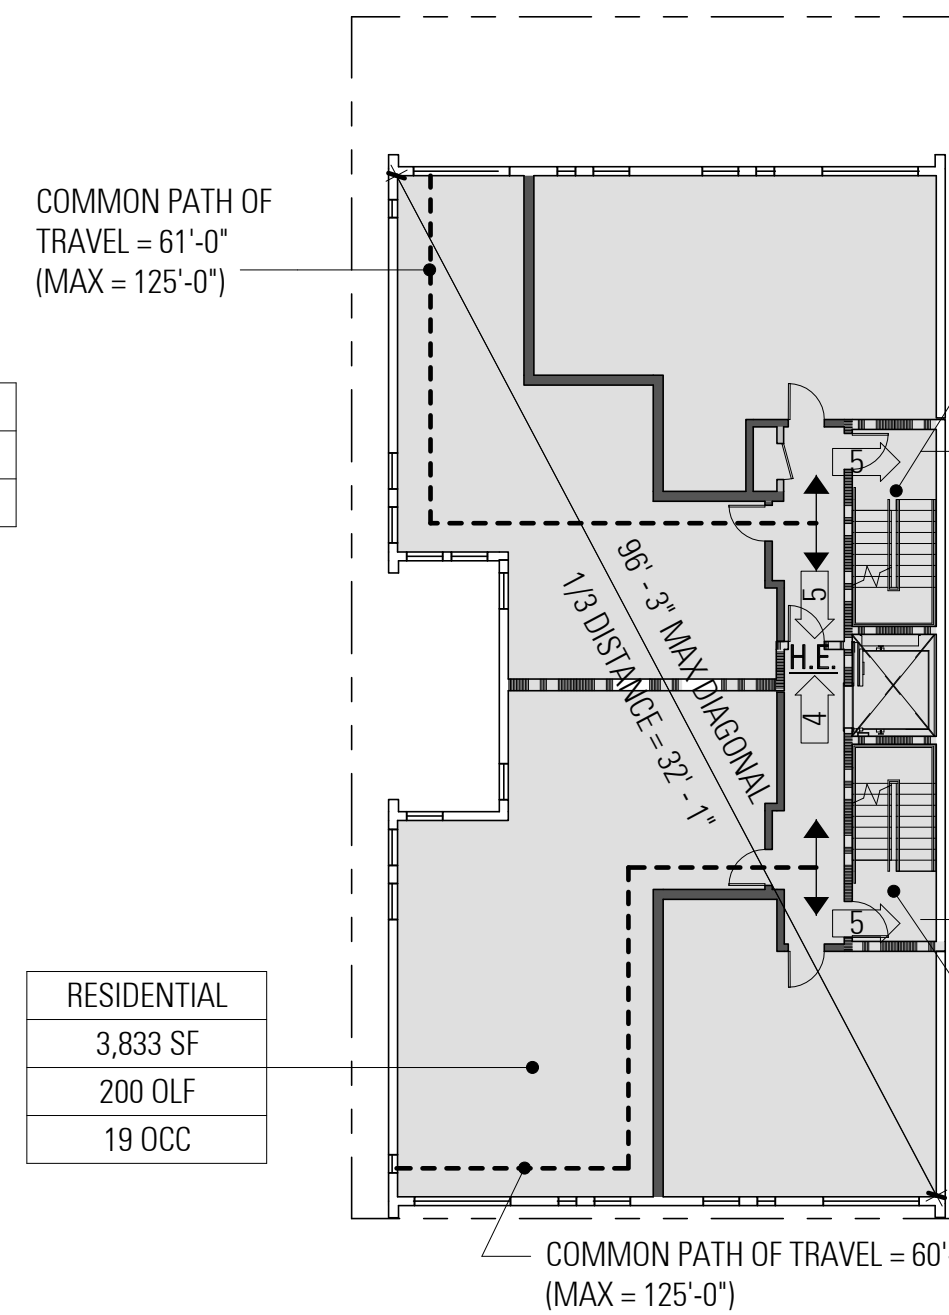 COMMON PATH OF
TRAVEL = 61'-0"
(MAX = 125'-0")
5
5
96' - 3" MAX DIAGONAL
1/3 DISTANCE = 32' - 1"
H.E.
4
5
RESIDENTIAL
3,833 SF
200 OLF
19 OCC
COMMON PATH OF TRAVEL = 60'-
(MAX = 125'-0")